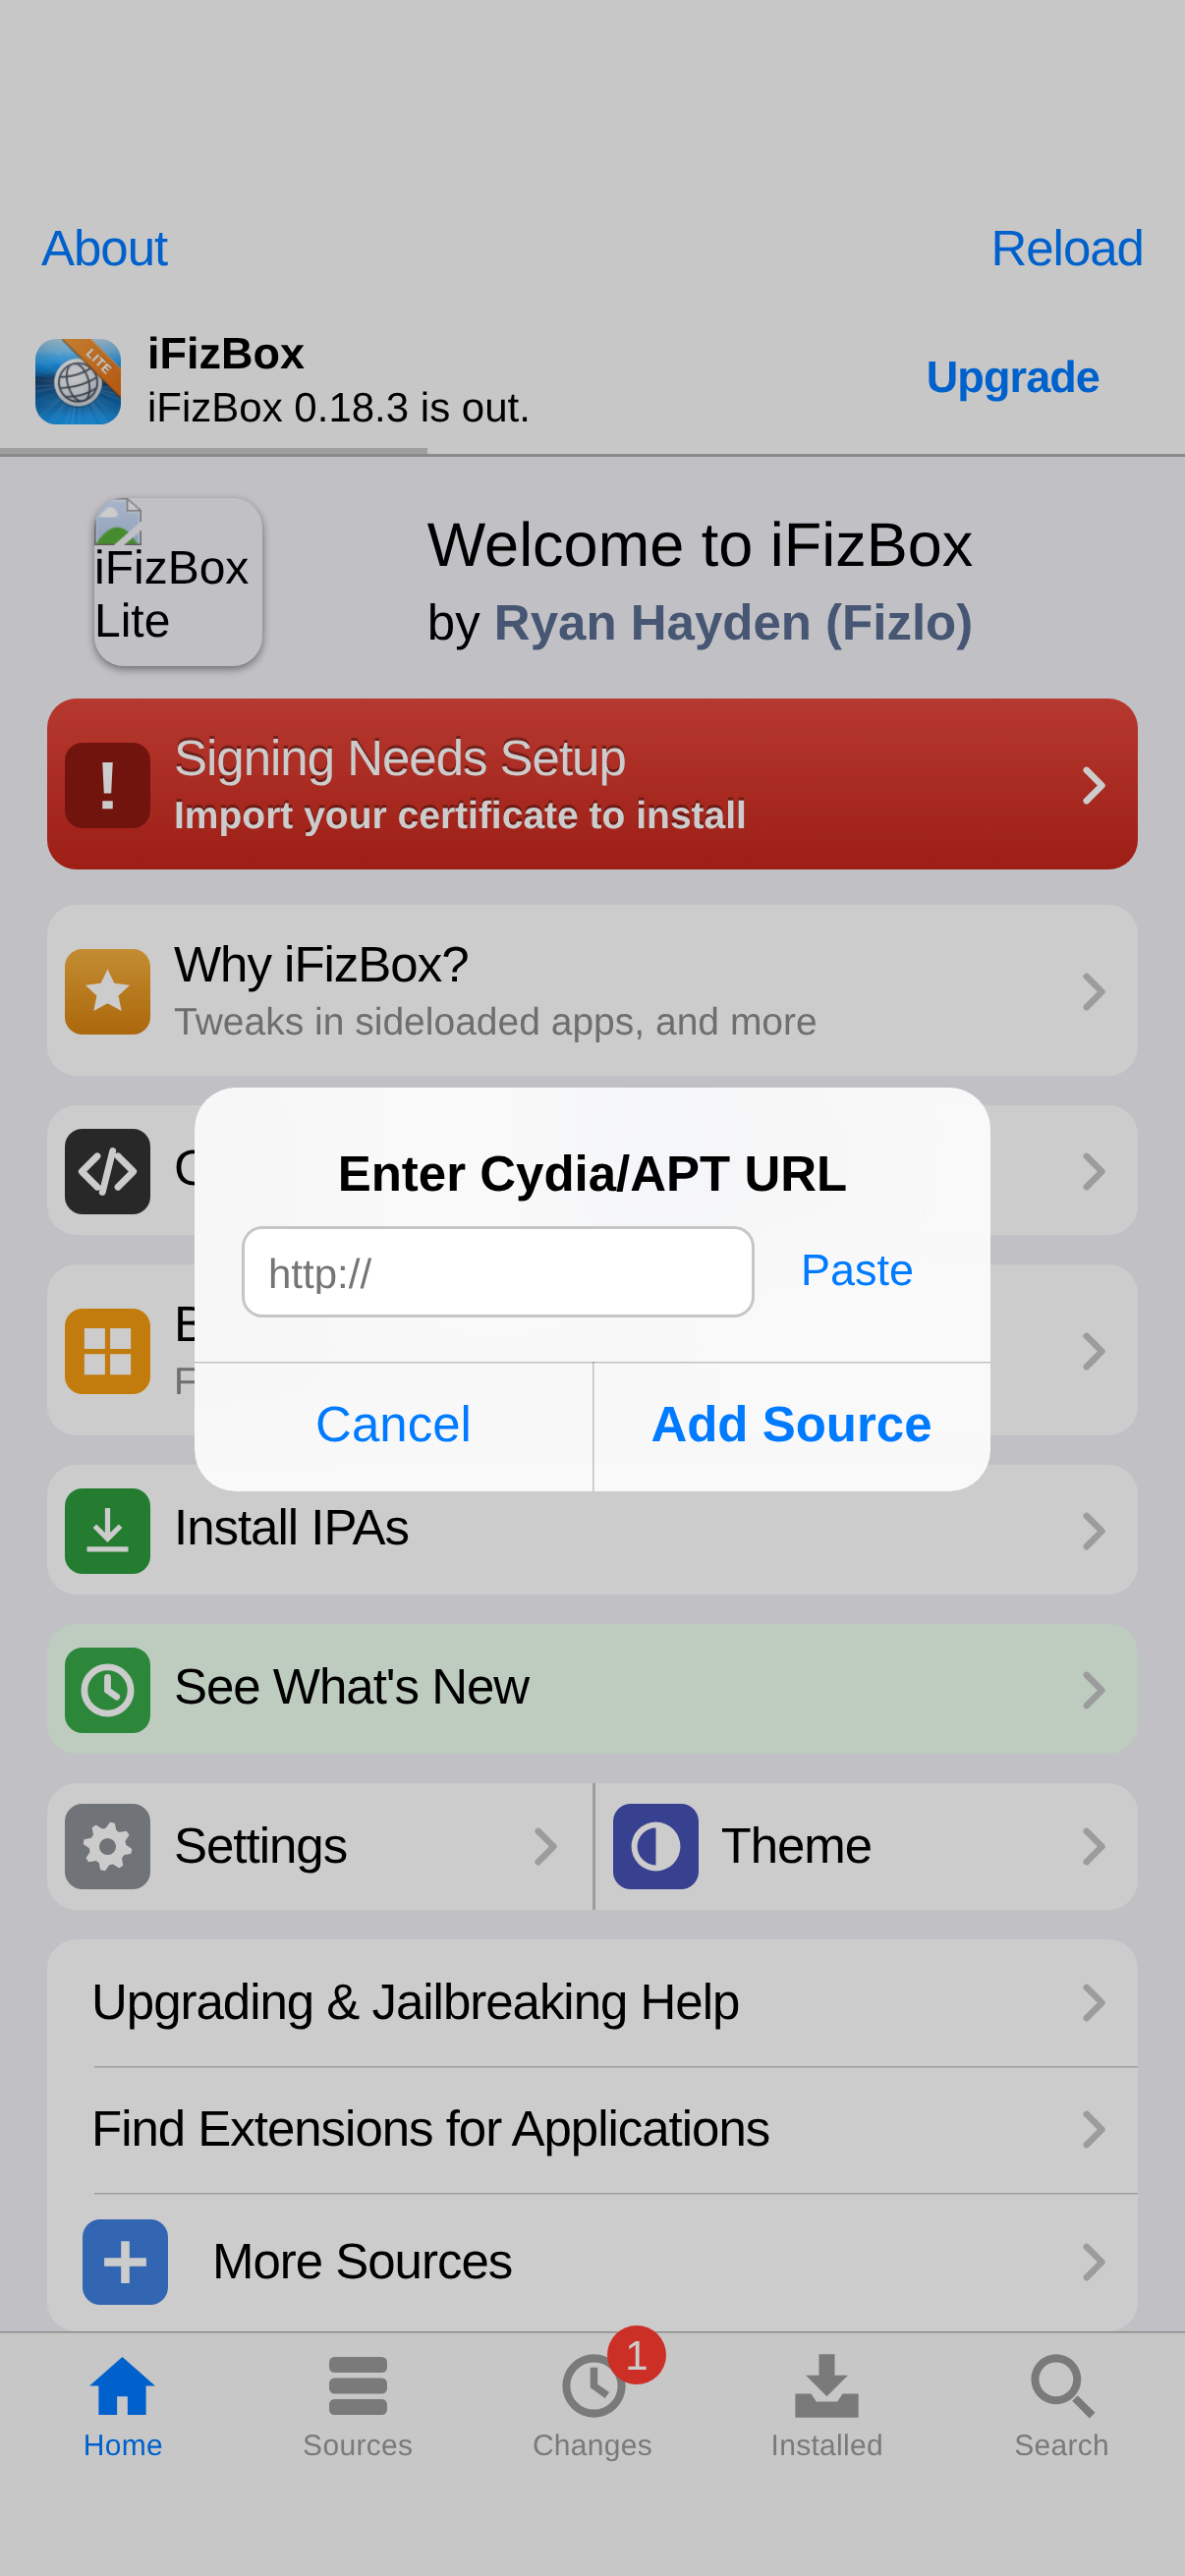 About
Reload
LITE
iFizBox
iFizBox 0.18.3 is out.
Upgrade
iFizBox
Lite
Welcome to iFizBox
by Ryan Hayden (Fizlo)
!
Signing Needs Setup
Import your certificate to install
Why iFizBox?
Tweaks in sideloaded apps, and more
Enter Cydia/APT URL
http://
Paste
Cancel
Add Source
Install IPAs
See What's New
Settings
Theme
Upgrading & Jailbreaking Help
Find Extensions for Applications
More Sources
1
Home
Sources
Changes
Installed
Search